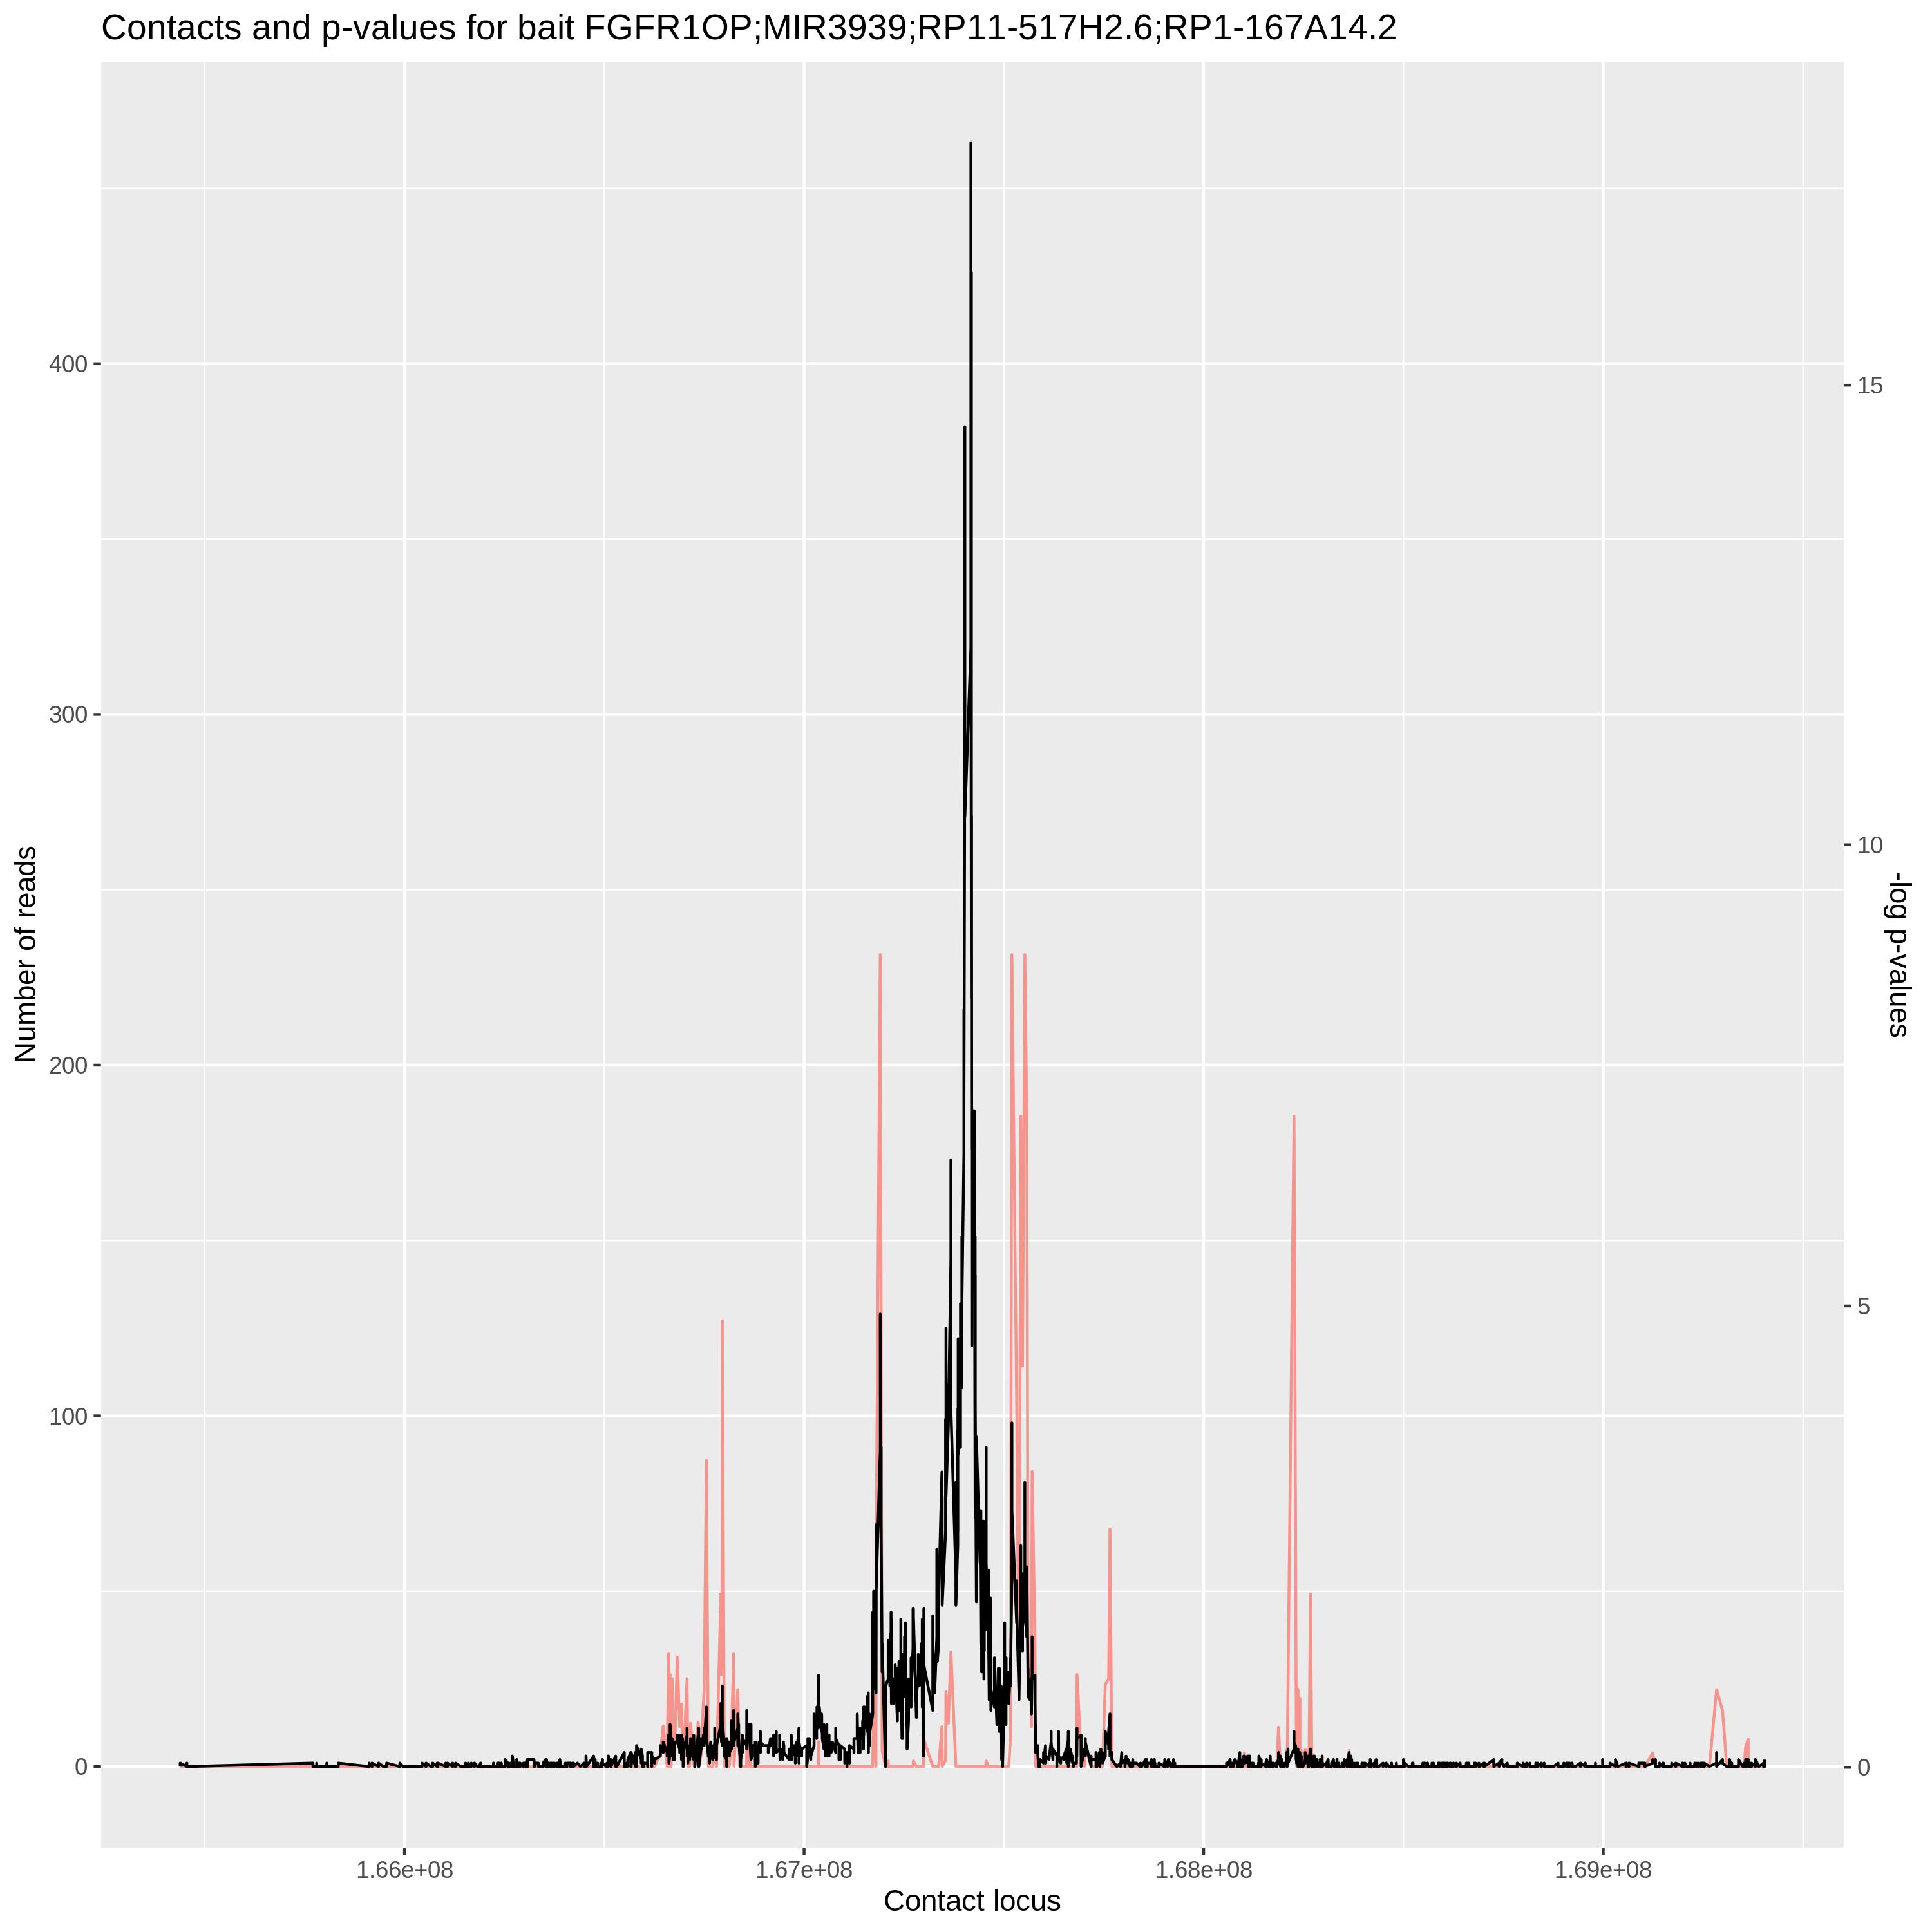 Contacts and p-values for bait FGFR1OP;MIR3939;RP11-517H2.6;RP1-167A14.2
400
300
200
100
0
15
10
5
0
Number of reads
-log p-values
1.66e+08 1.67e+08 1.68e+08 1.69e+08
Contact locus